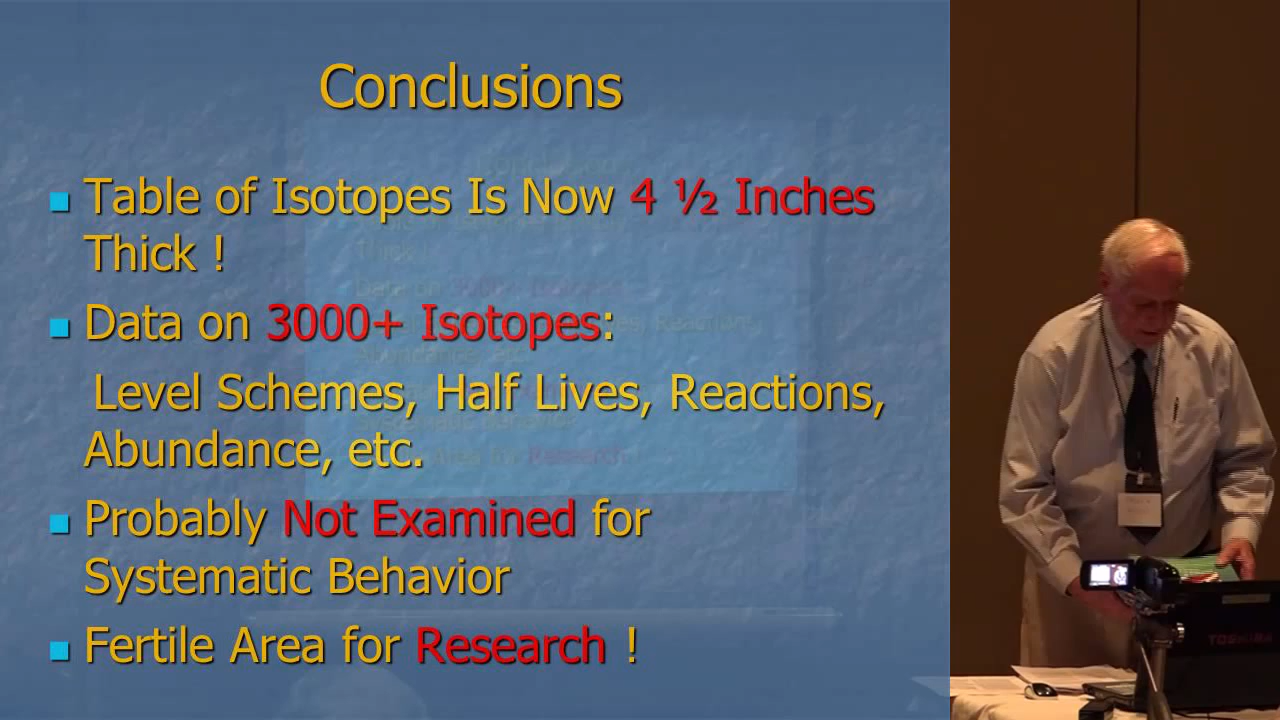 Conclusions
Table of Isotopes Is Now 4 ½ Inches
Thick !
Data on 3000+ Isotopes:
Level Schemes, Half Lives, Reactions,
Abundance, etc.
Probably Not Examined for
Systematic Behavior
Fertile Area for Research !
TOSHIBA